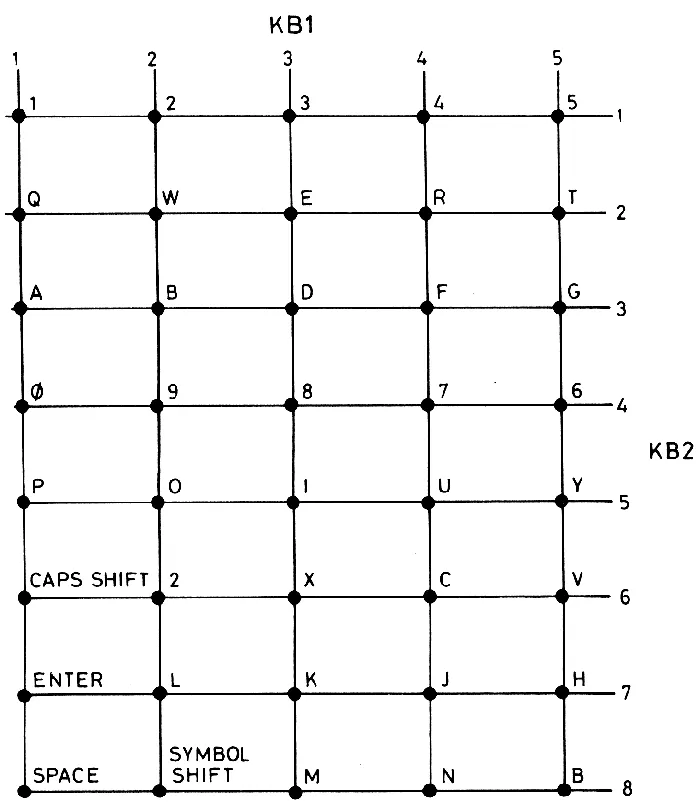 KB1
1 2 3 4 5
1 2 3 4 5 1
Q W E R T 2
A B D F G 3
Ø 9 8 7 6 4
KB2
P O I U Y 5
CAPS SHIFT 2 X C V 6
ENTER L K J H 7
SYMBOL
SPACE SHIFT M N B 8